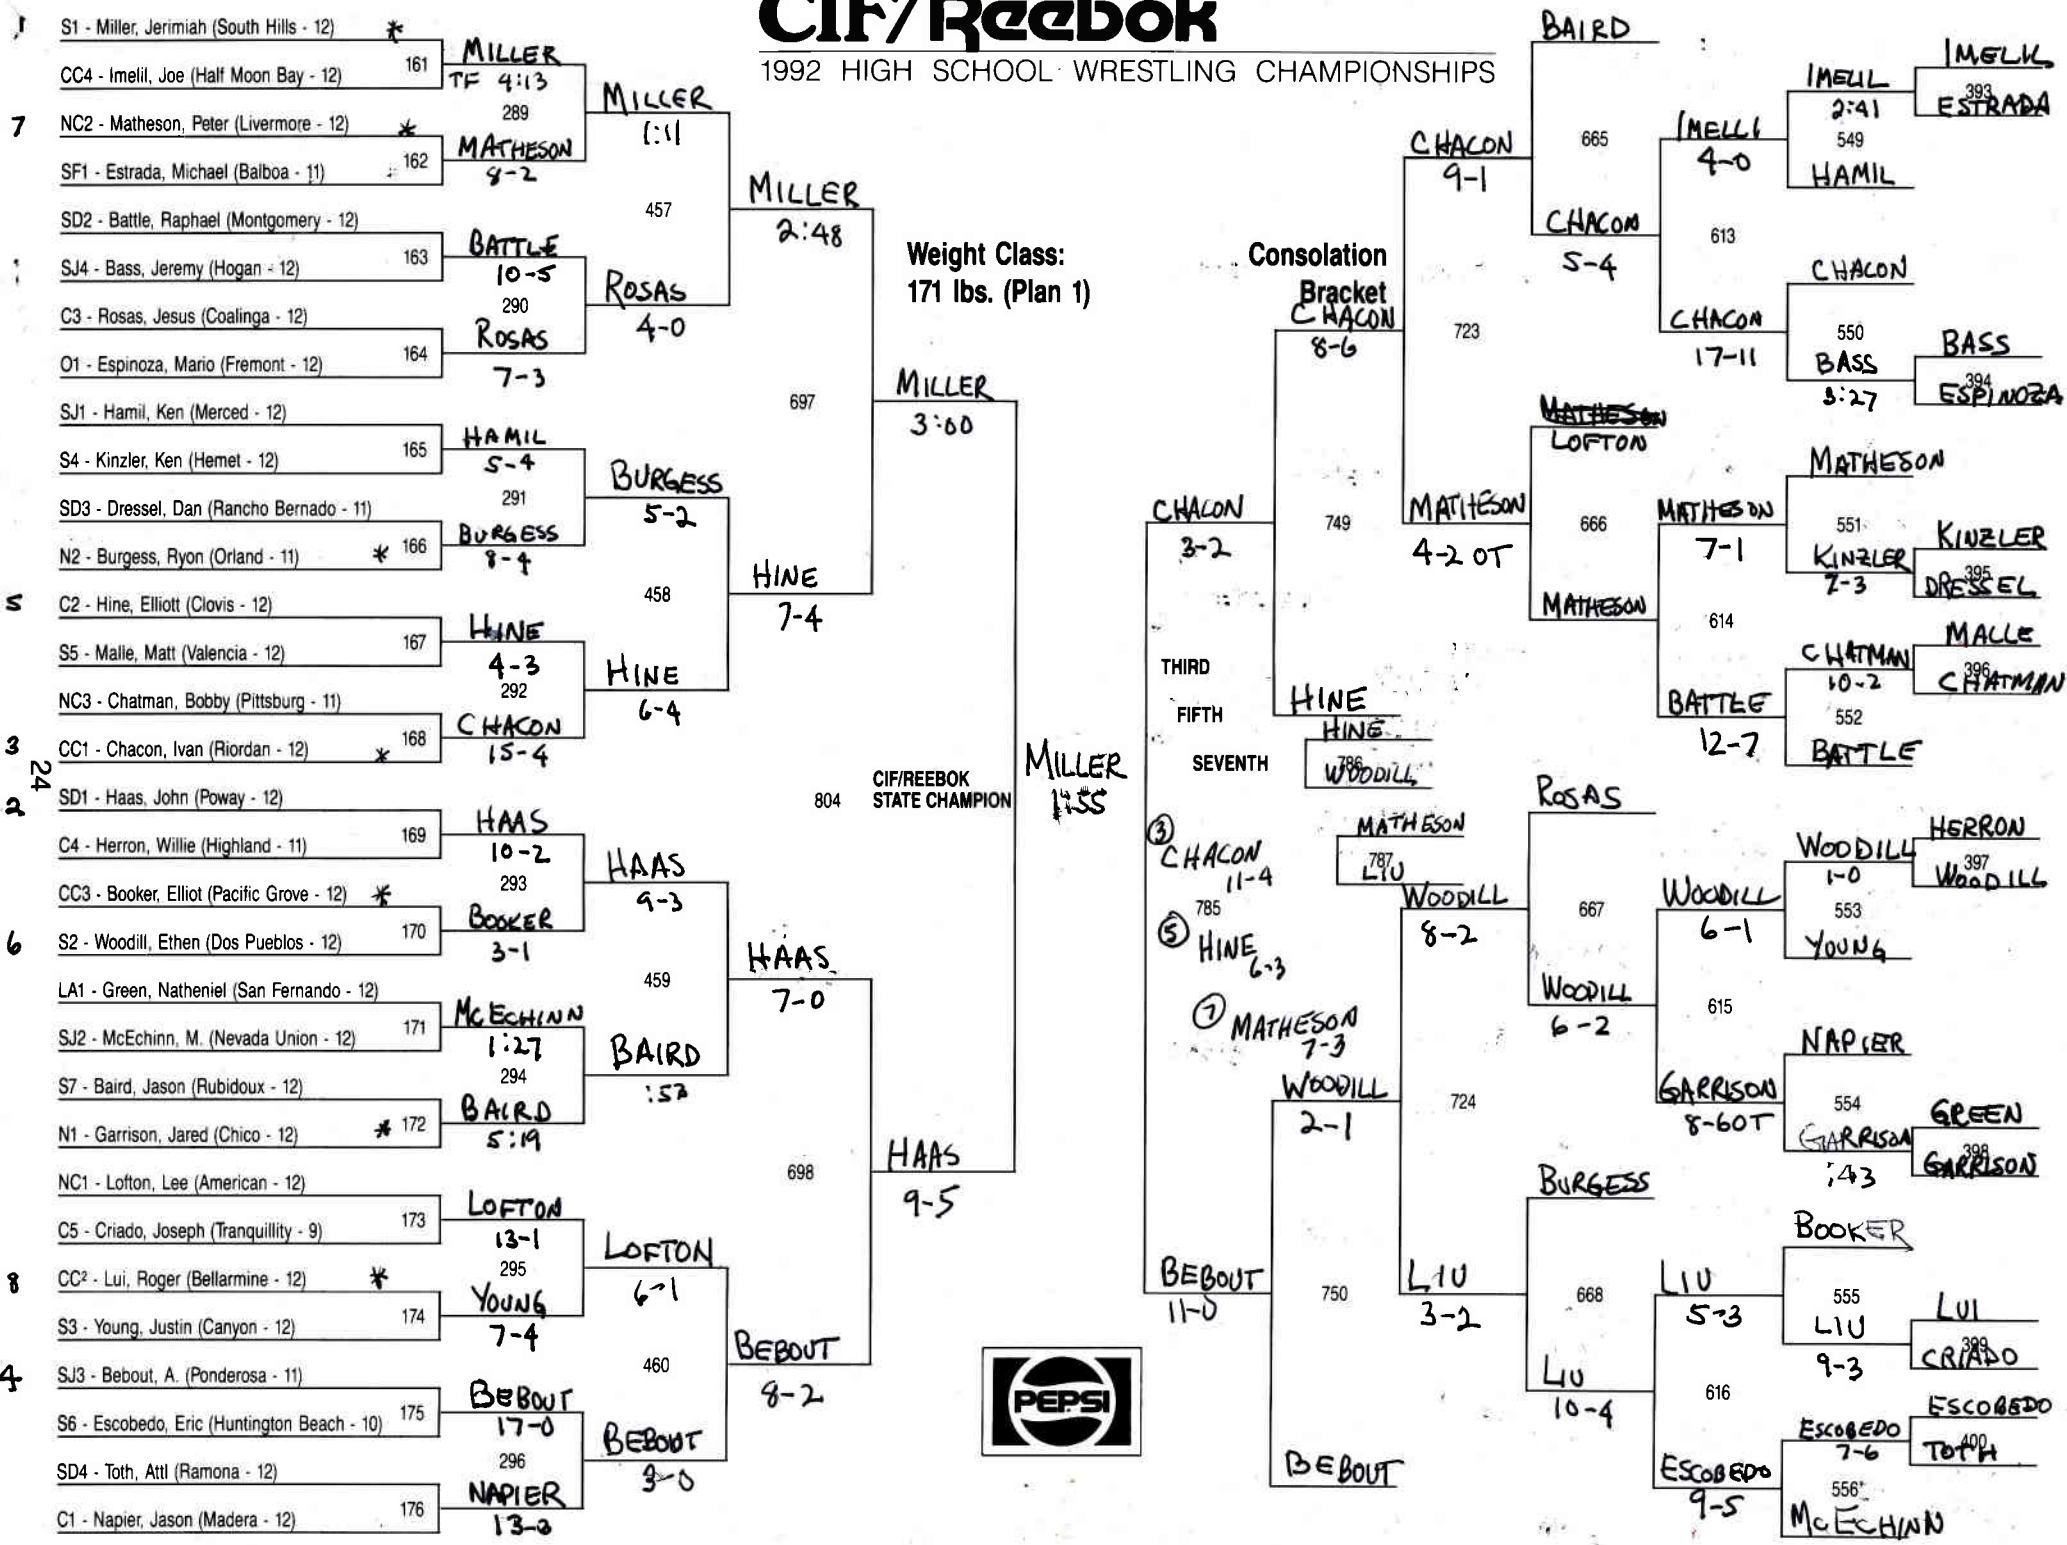 CIF/Reebok
1992 HIGH SCHOOL WRESTLING CHAMPIONSHIPS
Weight Class:
171 lbs. (Plan 1)
1 S1 - Miller, Jerimiah (South Hills - 12) *
161
CC4 - Imelil, Joe (Half Moon Bay - 12)
7 NC2 - Matheson, Peter (Livermore - 12) *
162
SF1 - Estrada, Michael (Balboa - 11)
SD2 - Battle, Raphael (Montgomery - 12)
163
SJ4 - Bass, Jeremy (Hogan - 12)
C3 - Rosas, Jesus (Coalinga - 12)
164
O1 - Espinoza, Mario (Fremont - 12)
SJ1 - Hamil, Ken (Merced - 12)
165
S4 - Kinzler, Ken (Hemet - 12)
SD3 - Dressel, Dan (Rancho Bernado - 11)
166
N2 - Burgess, Ryon (Orland - 11) *
5 C2 - Hine, Elliott (Clovis - 12)
167
S5 - Malle, Matt (Valencia - 12)
NC3 - Chatman, Bobby (Pittsburg - 11)
168
3 CC1 - Chacon, Ivan (Riordan - 12) *
24
2 SD1 - Haas, John (Poway - 12)
169
C4 - Herron, Willie (Highland - 11)
CC3 - Booker, Elliot (Pacific Grove - 12) *
170
6 S2 - Woodill, Ethen (Dos Pueblos - 12)
LA1 - Green, Natheniel (San Fernando - 12)
171
SJ2 - McEchinn, M. (Nevada Union - 12)
S7 - Baird, Jason (Rubidoux - 12)
172
N1 - Garrison, Jared (Chico - 12) *
NC1 - Lofton, Lee (American - 12)
173
C5 - Criado, Joseph (Tranquillity - 9)
8 CC2 - Lui, Roger (Bellarmine - 12) *
174
S3 - Young, Justin (Canyon - 12)
4 SJ3 - Bebout, A. (Ponderosa - 11)
175
S6 - Escobedo, Eric (Huntington Beach - 10)
SD4 - Toth, Attl (Ramona - 12)
176
C1 - Napier, Jason (Madera - 12)
MILLER
TF 4:13
289
MATHESON
8-2
BATTLE
10-5
290
ROSAS
7-3
HAMIL
5-4
291
BURGESS
8-4
HINE
4-3
292
CHACON
15-4
HAAS
10-2
293
BOOKER
3-1
McECHINN
1:27
294
BAIRD
5:19
LOFTON
13-1
295
YOUNG
7-4
BEBOUT
17-0
296
NAPIER
MILLER
1:11
457
ROSAS
4-0
BURGESS
5-2
458
HINE
6-4
HAAS
9-3
459
BAIRD
LOFTON
6-1
460
BEBOUT
3-0
MILLER
2:48
697
HINE
7-4
HAAS
7-0
698
BEBOUT
8-2
MILLER
3:00
804
CIF/REEBOK
STATE CHAMPION
HAAS
9-5
MILLER
1:55
Consolation
Bracket
CHACON
3-2
THIRD
FIFTH
SEVENTH
③ CHACON
11-4
785
⑤ HINE
6-3
⑦ MATHESON
7-3
BEBOUT
11-0
CHACON
8-6
749
HINE
HINE
786
WOODILL
MATHESON
787
LIU
WOODILL
2-1
750
BEBOUT
CHACON
9-1
723
MATHESON
4-2 OT
WOODILL
8-2
724
LIU
3-2
BAIRD
665
CHACON
5-4
MATHESON
LOFTON
666
MATHESON
ROSAS
667
WOODILL
6-2
BURGESS
668
LIU
10-4
IMELLI
4-0
613
CHACON
17-11
MATHESON
7-1
614
BATTLE
12-7
WOODILL
6-1
615
GARRISON
8-6OT
LIU
5-3
616
ESCOBEDO
9-5
IMELIL
2:41
549
HAMIL
CHACON
550
BASS
3:27
MATHESON
551
KINZLER
552
CHATMAN
10-2
BATTLE
WOODILL
1-0
553
YOUNG
NAPIER
554
GARRISON
:43
BOOKER
555
LIU
9-3
ESCOBEDO
7-6
556
McECHINN
IMELIL
393
ESTRADA
BASS
394
ESPINOZA
KINZLER
395
DRESSEL
MALLE
396
CHATMAN
HERRON
397
WOODILL
GREEN
398
GARRISON
LUI
399
CRIADO
ESCOBEDO
400
TOTH
PEPSI